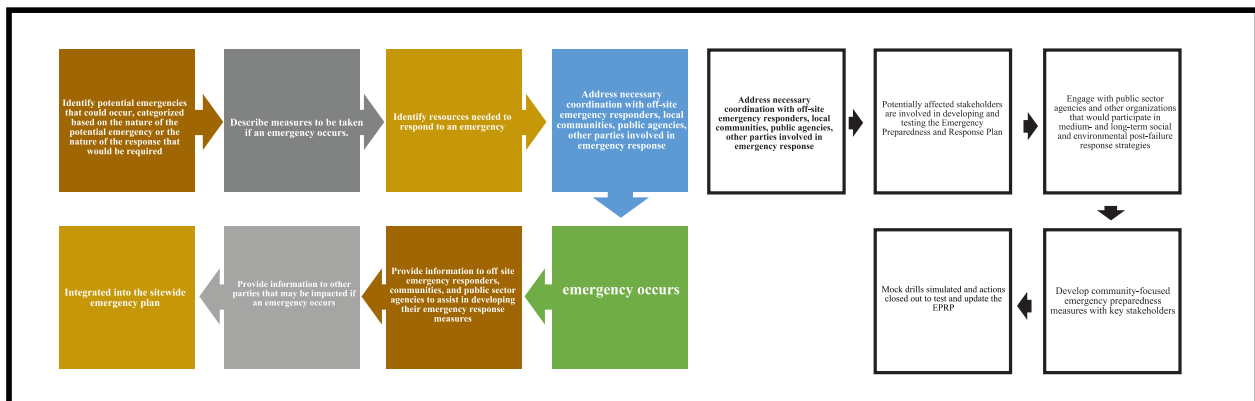 Identify potential emergencies
that could occur, categorized
based on the nature of the
potential emergency or the
nature of the response that
would be required
Describe measures to be taken
if an emergency occurs.
Identify resources needed to
respond to an emergency
Address necessary
coordination with off-site
emergency responders, local
communities, public agencies,
other parties involved in
emergency response
Address necessary
coordination with off-site
emergency responders, local
communities, public agencies,
other parties involved in
emergency response
Potentially affected stakeholders
are involved in developing and
testing the Emergency
Preparedness and Response Plan
Engage with public sector
agencies and other organizations
that would participate in
medium- and long-term social
and environmental post-failure
response strategies
Integrated into the sitewide
emergency plan
Provide information to other
parties that may be impacted if
an emergency occurs
Provide information to off site
emergency responders,
communities, and public sector
agencies to assist in developing
their emergency response
measures
emergency occurs
Mock drills simulated and actions
closed out to test and update the
EPRP
Develop community-focused
emergency preparedness
measures with key stakeholders